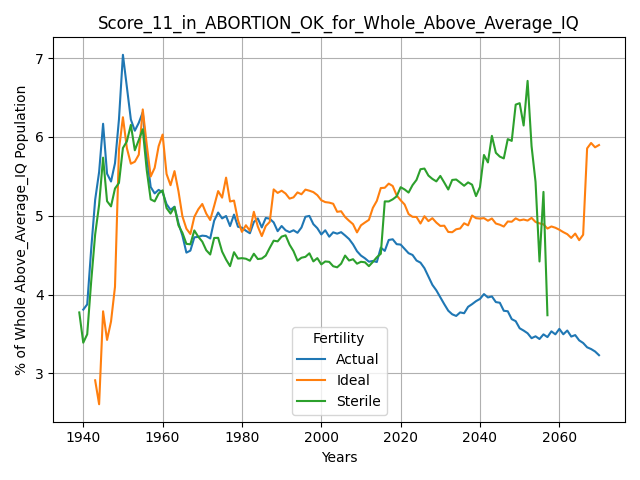 Score_11_in_ABORTION_OK_for_Whole_Above_Average_IQ
% of Whole Above_Average_IQ Population
7
6
5
4
3
Fertility
Actual
Ideal
Sterile
1940 1960 1980 2000 2020 2040 2060
Years